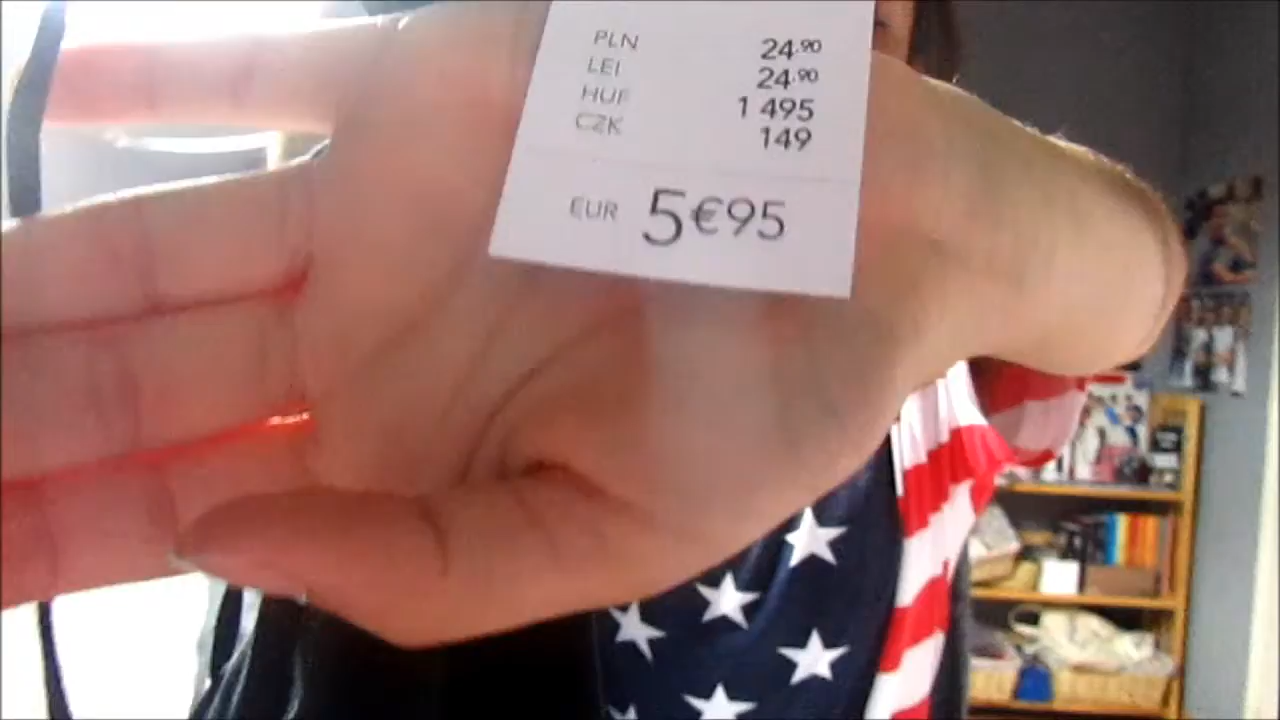 PLN 24.90
LEI 24.90
HUF 1 495
CZK 149
EUR 5€95